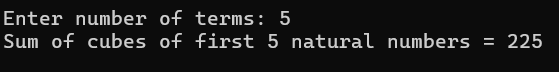 Enter number of terms: 5
Sum of cubes of first 5 natural numbers = 225